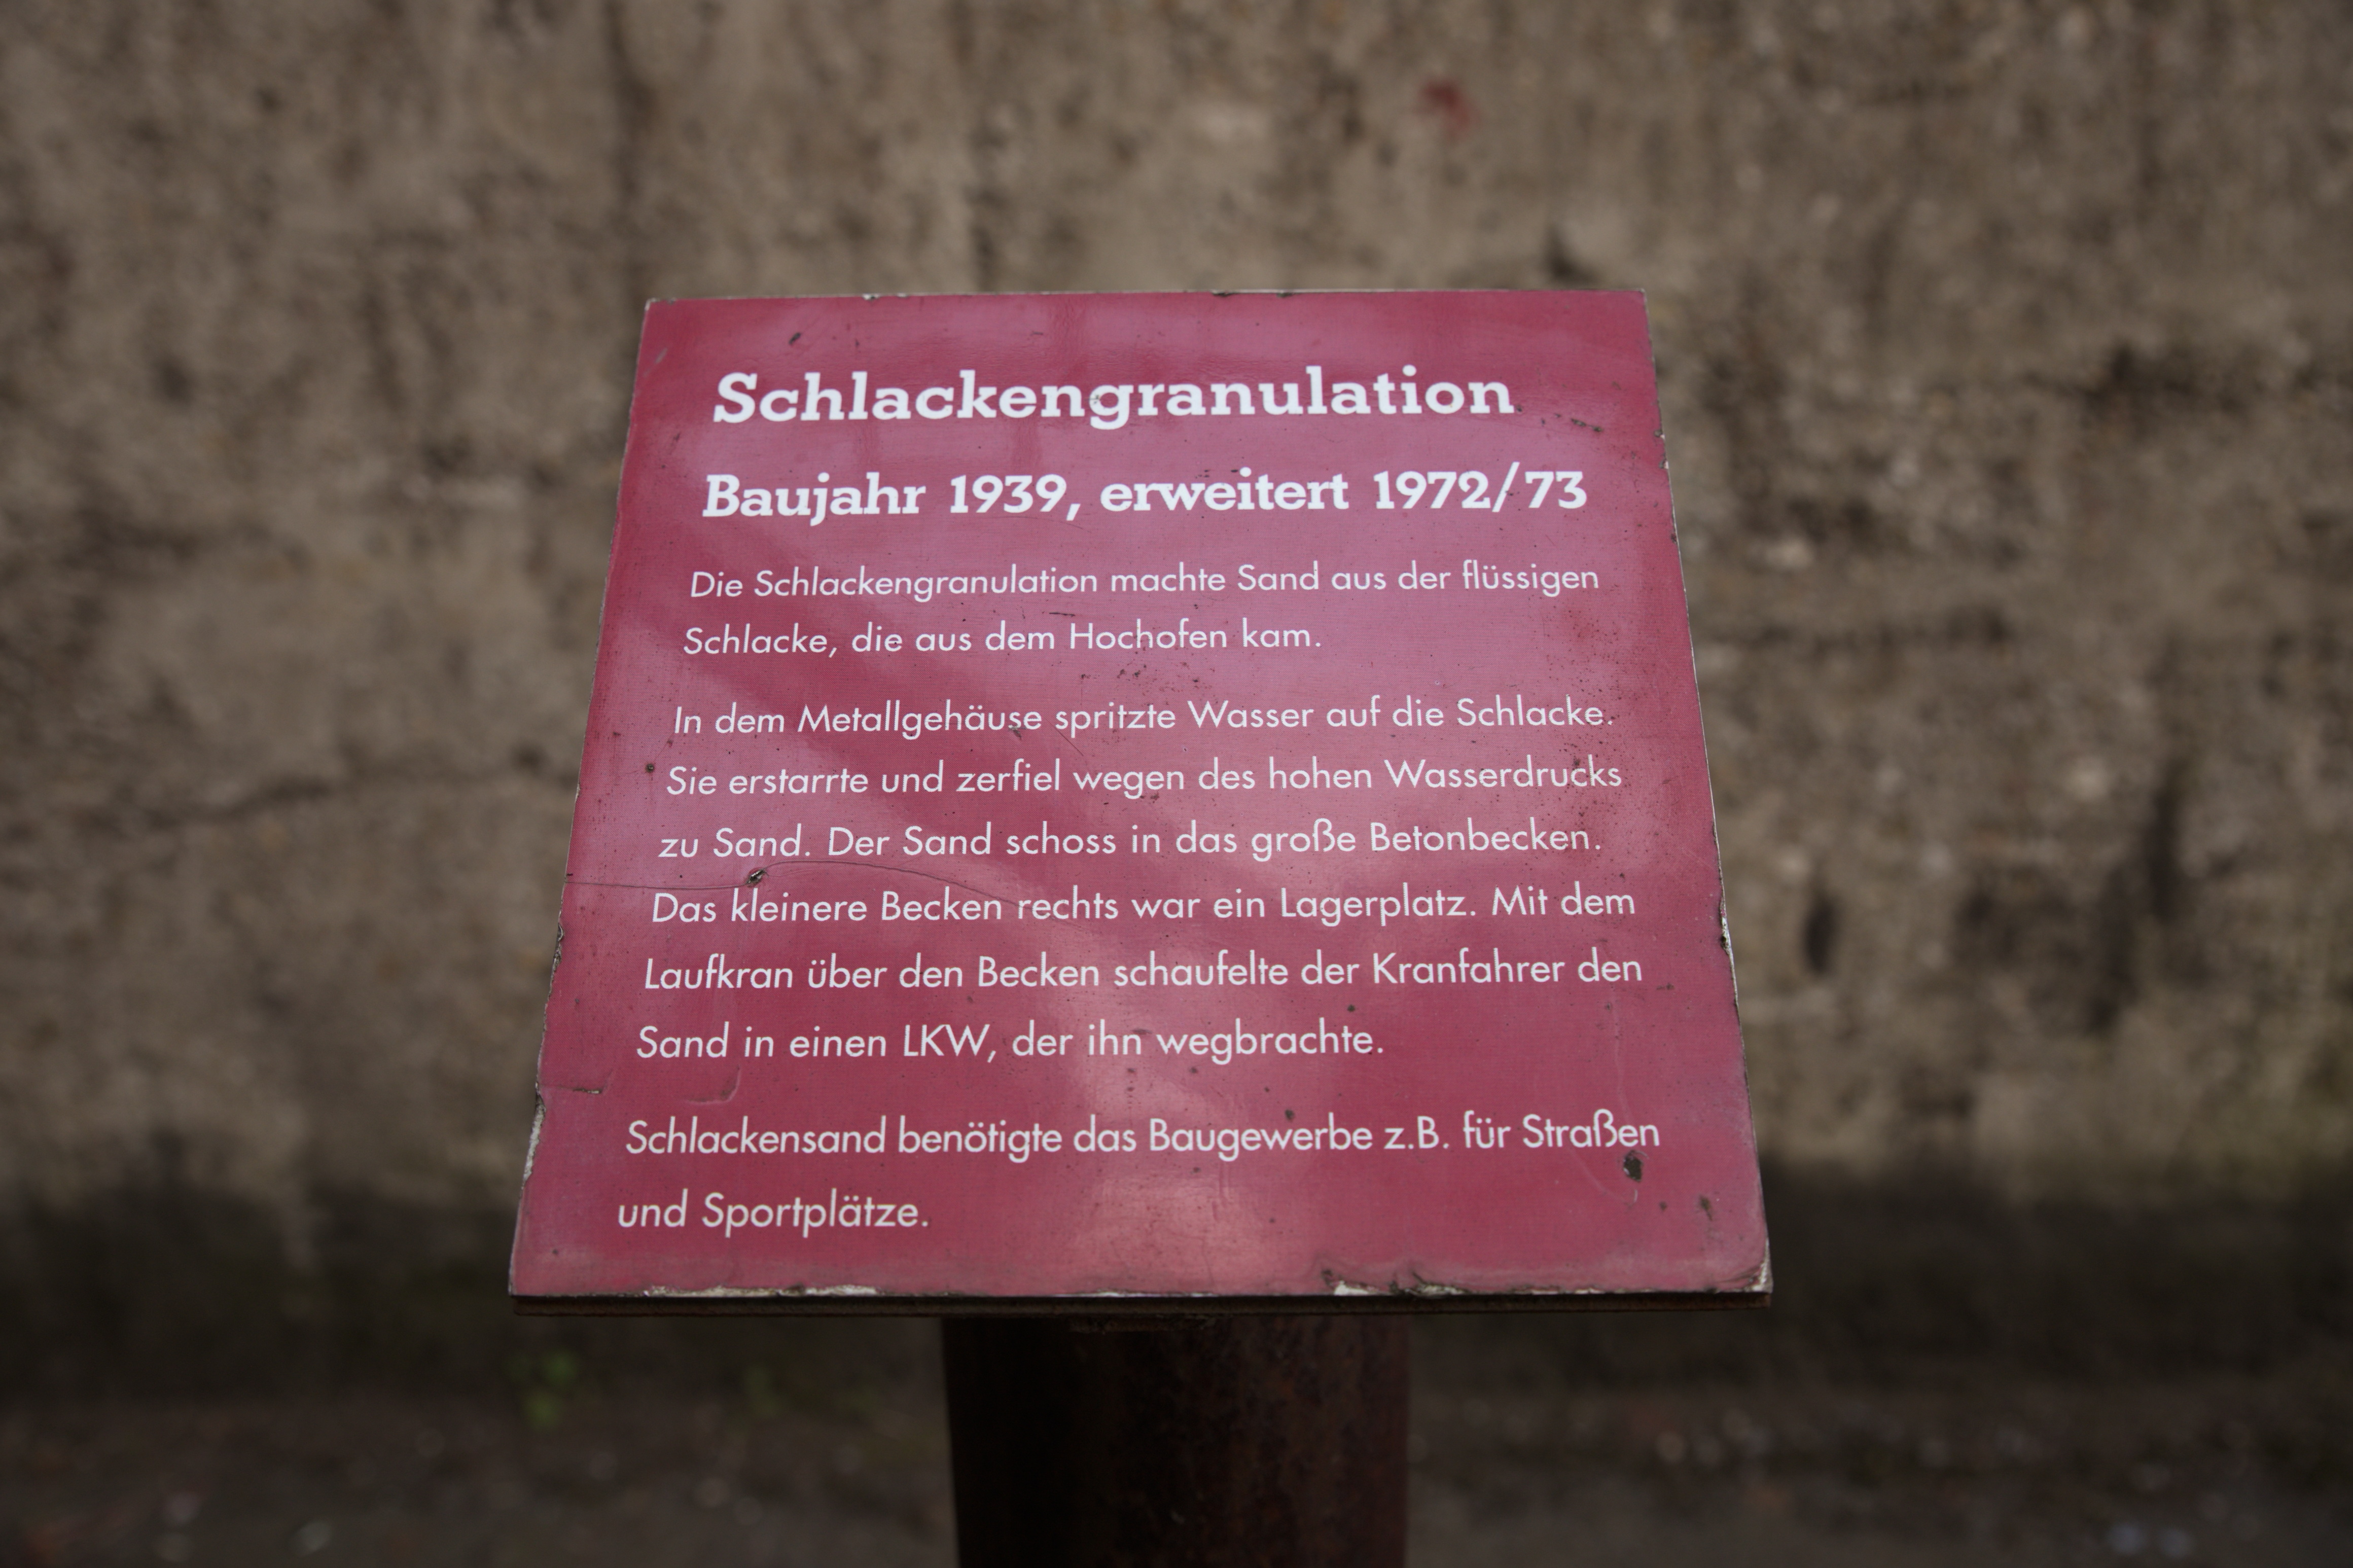 Schlackengranulation
Baujahr 1939, erweitert 1972/73
Die Schlackengranulation machte Sand aus der flüssigen
Schlacke, die aus dem Hochofen kam.
In dem Metallgehäuse spritzte Wasser auf die Schlacke.
Sie erstarrte und zerfiel wegen des hohen Wasserdrucks
zu Sand. Der Sand schoss in das große Betonbecken.
Das kleinere Becken rechts war ein Lagerplatz. Mit dem
Laufkran über den Becken schaufelte der Kranfahrer den
Sand in einen LKW, der ihn wegbrachte.
Schlackensand benötigte das Baugewerbe z.B. für Straßen
und Sportplätze.